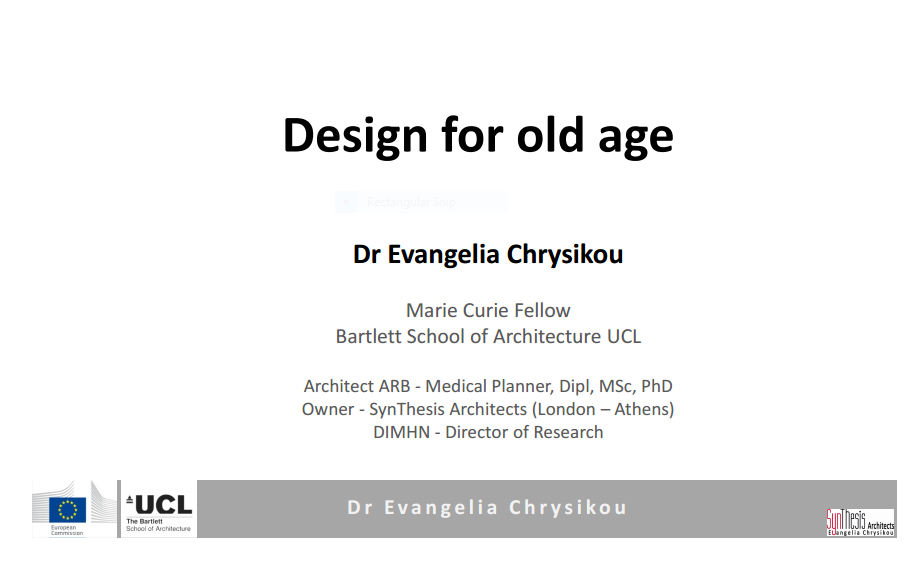 Design for old age
Rectangular Snip
Dr Evangelia Chrysikou
Marie Curie Fellow
Bartlett School of Architecture UCL
Architect ARB - Medical Planner, Dipl, MSc, PhD
Owner - SynThesis Architects (London – Athens)
DIMHN - Director of Research
European
Commission
UCL
The Bartlett
School of Architecture
Dr Evangelia Chrysikou
SynThesis Architects
EVangelia Chrysikou